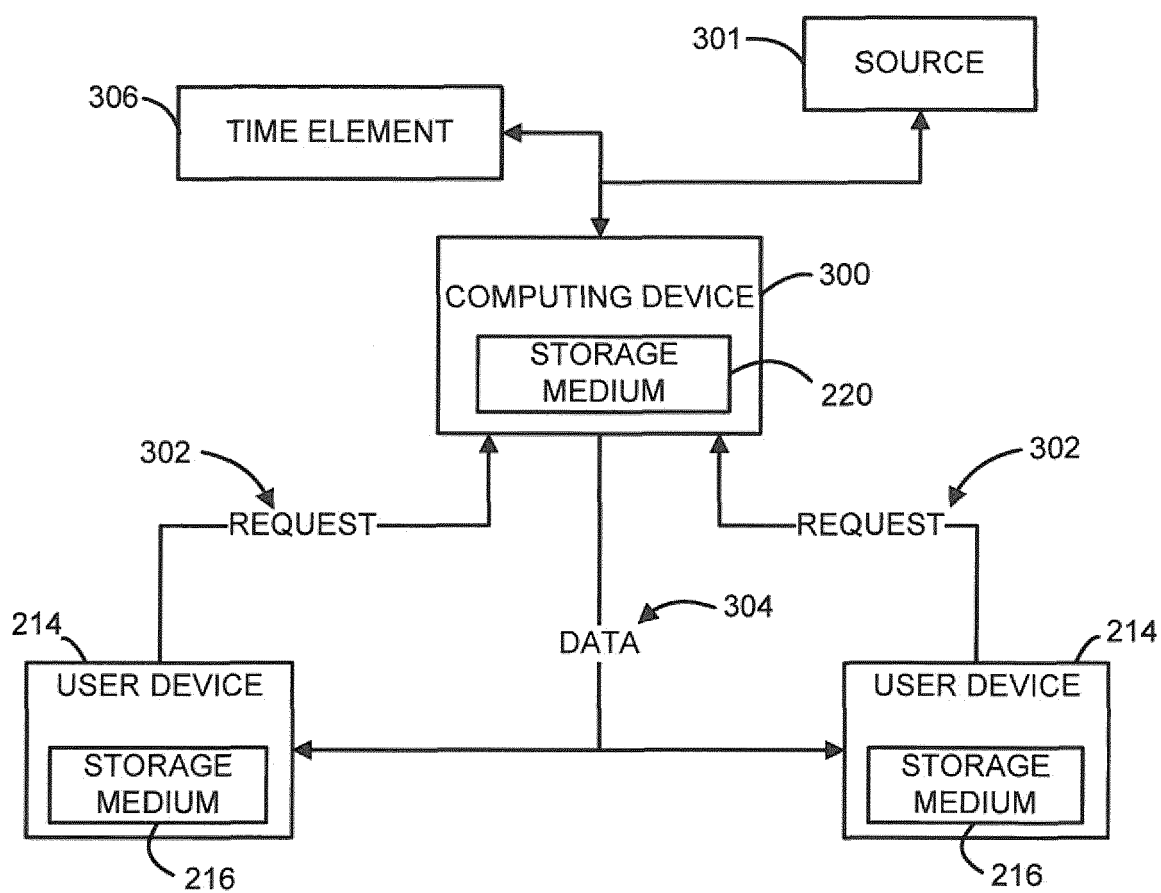 301
SOURCE
306
TIME ELEMENT
300
COMPUTING DEVICE
STORAGE
MEDIUM
220
302
302
REQUEST
REQUEST
304
DATA
214
214
USER DEVICE
USER DEVICE
STORAGE
MEDIUM
STORAGE
MEDIUM
216
216